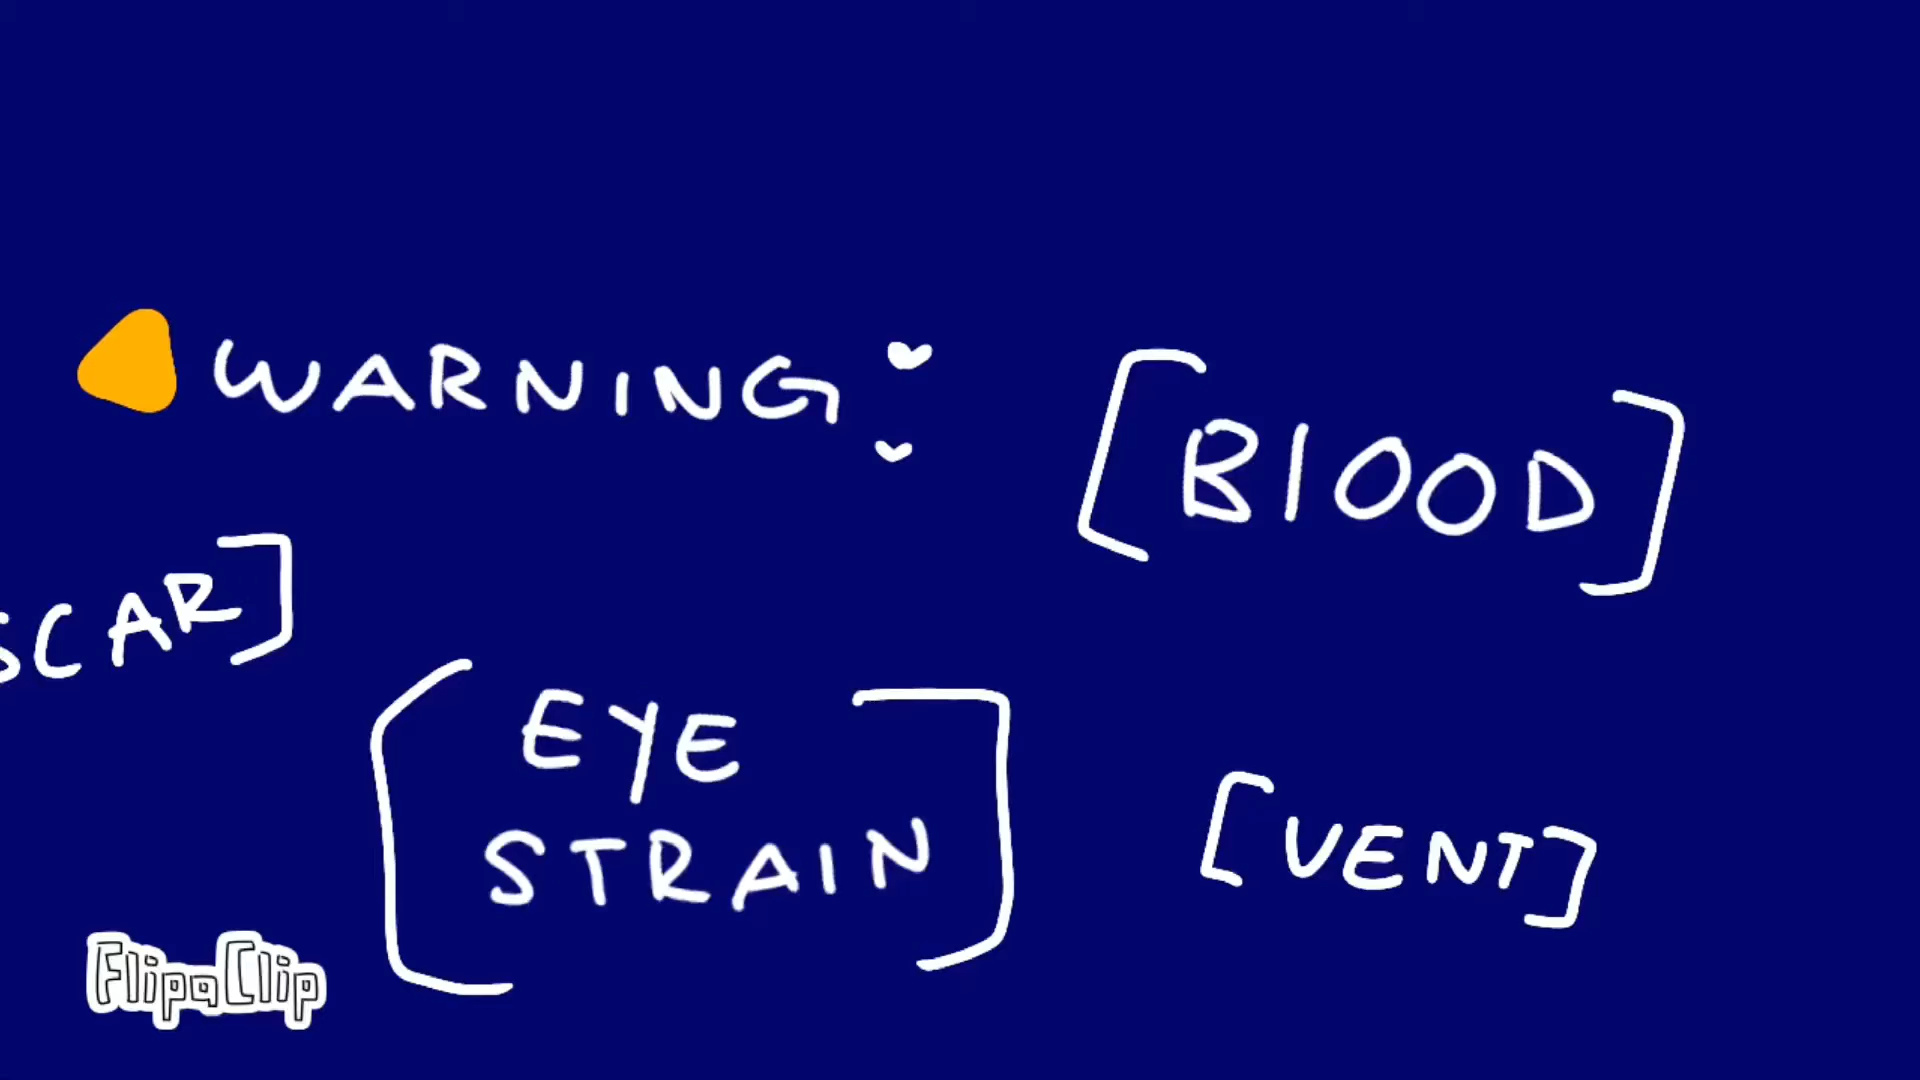 WARNING:
[BlOOD]
SCAR]
[EYE
STRAIN]
[VENT]
FlipaClip